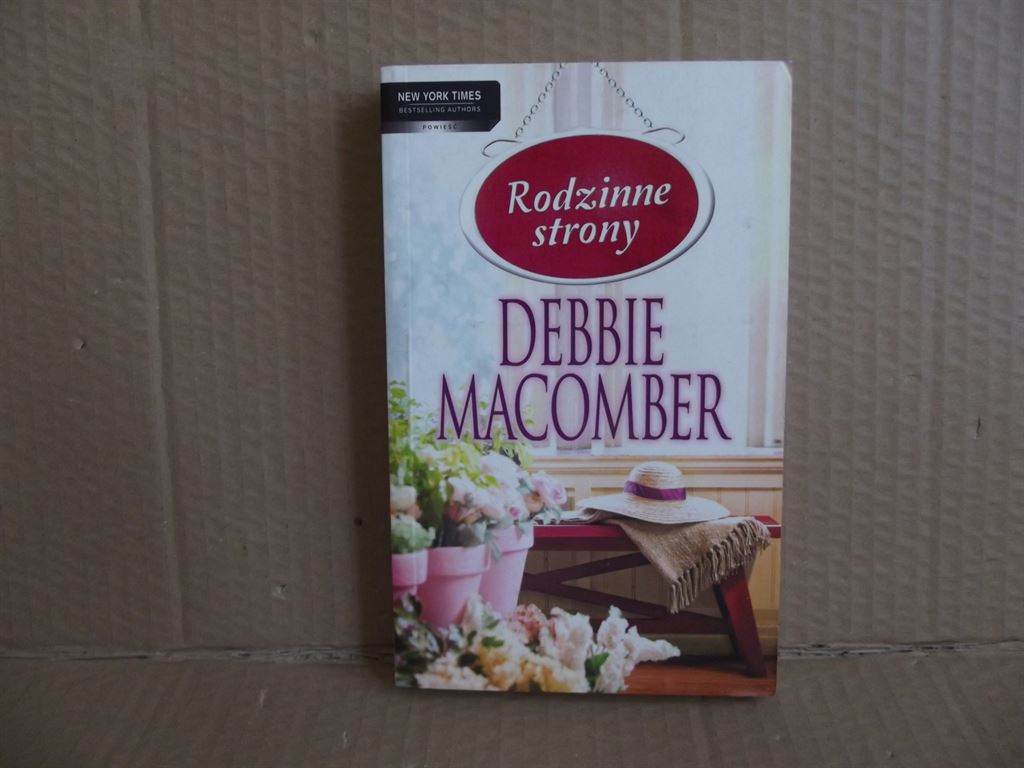 NEW YORK TIMES
BESTSELLING AUTHORS
POWIEŚĆ
Rodzinne
strony
DEBBIE
MACOMBER